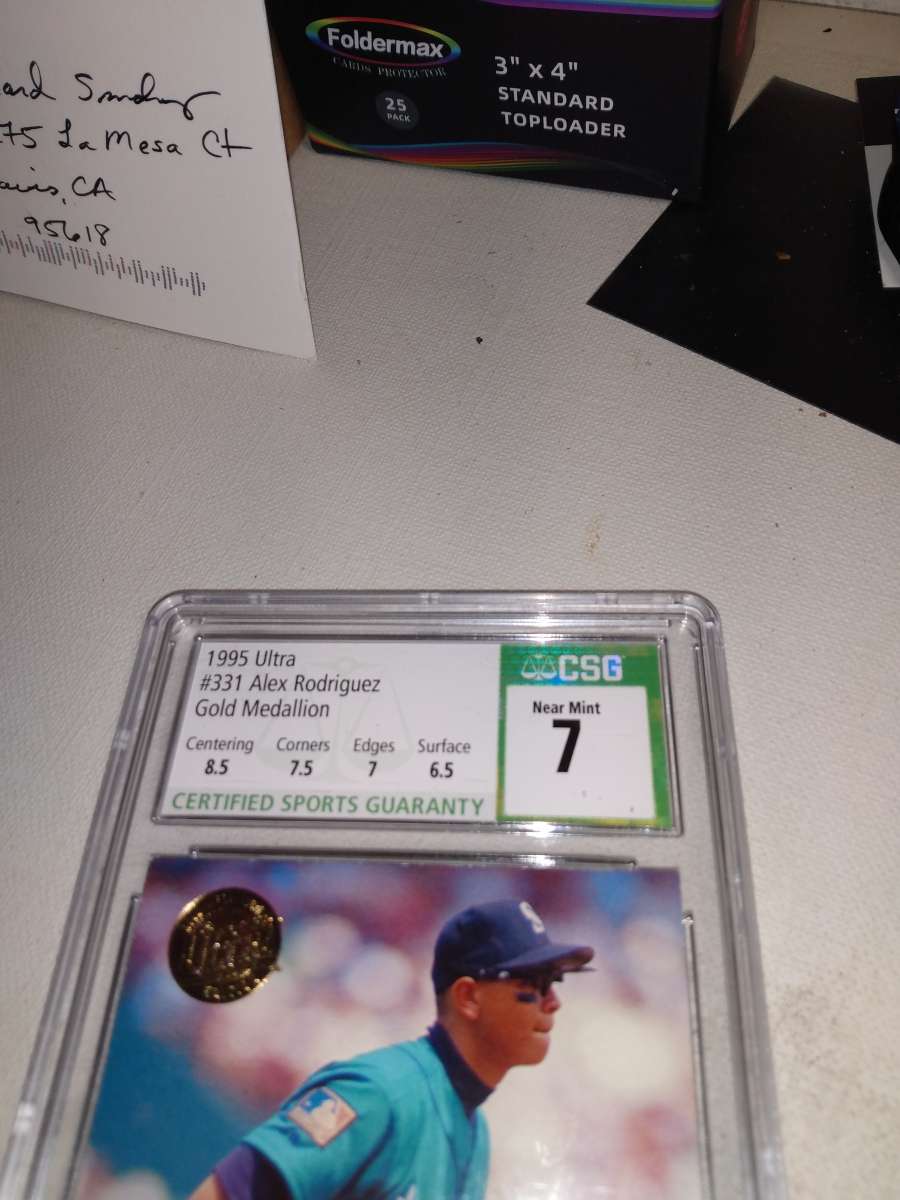 Foldermax
CARDS PROTECTOR
25
PACK
3" x 4"
STANDARD
TOPLOADER
75 La Mesa Ct
CA
95618
1995 Ultra
#331 Alex Rodriguez
Gold Medallion
Centering Corners Edges Surface
8.5 7.5 7 6.5
CERTIFIED SPORTS GUARANTY
CSG
Near Mint
7
S